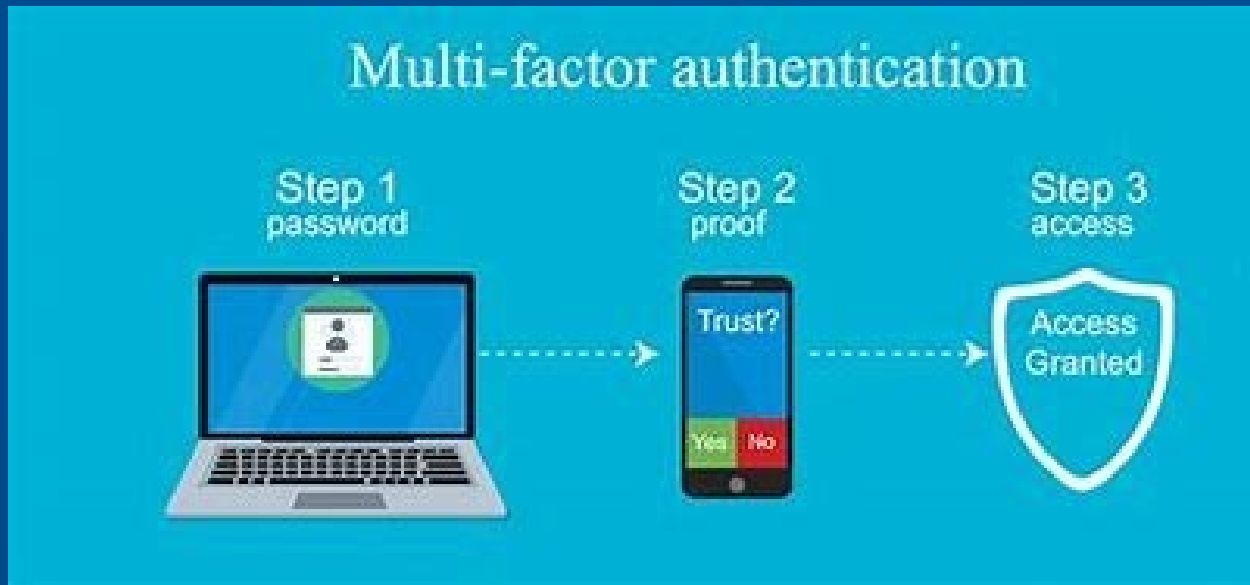 Multi-factor authentication
Step 1
password
Step 2
proof
Step 3
access
Trust?
Yes No
Access
Granted